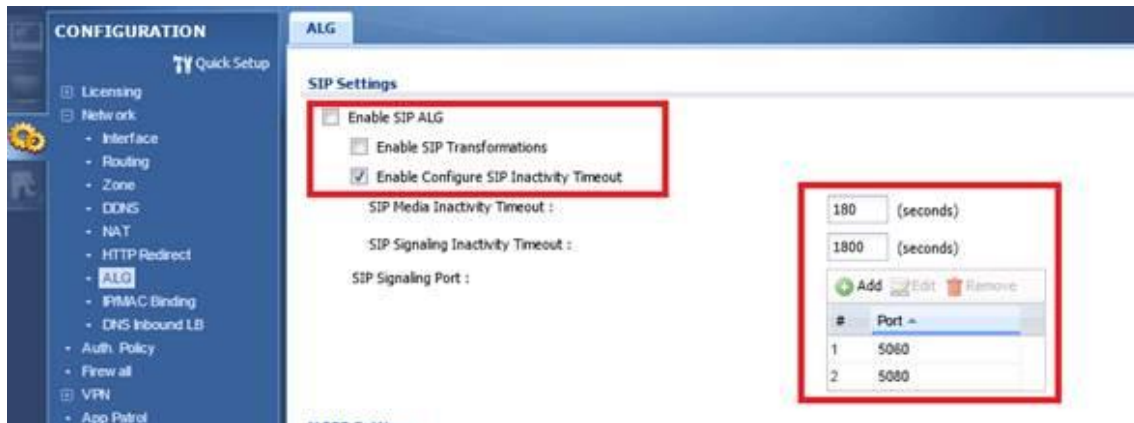 CONFIGURATION
Quick Setup
Licensing
Network
Interface
Routing
Zone
DDNS
NAT
HTTP Redirect
ALG
IP/MAC Binding
DNS Inbound LB
Auth. Policy
Firewall
VPN
App Patrol
ALG
SIP Settings
Enable SIP ALG
Enable SIP Transformations
Enable Configure SIP Inactivity Timeout
SIP Media Inactivity Timeout : 180 (seconds)
SIP Signaling Inactivity Timeout : 1800 (seconds)
SIP Signaling Port :
Add Edit Remove
# Port
1 5060
2 5080